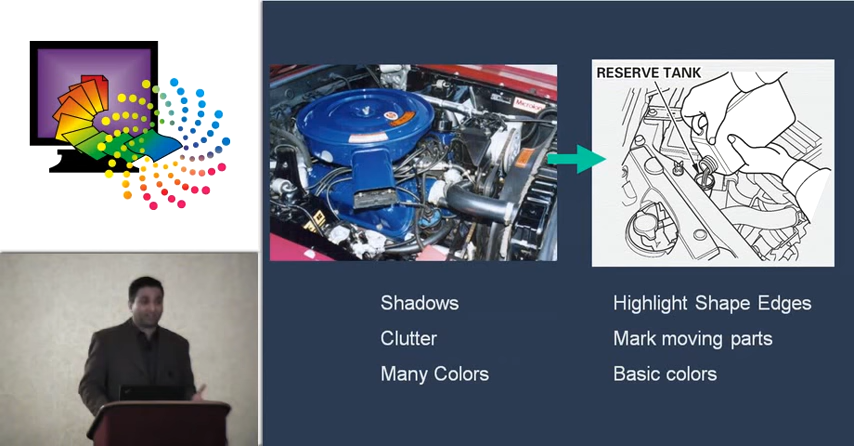 RESERVE TANK
Shadows
Clutter
Many Colors
Highlight Shape Edges
Mark moving parts
Basic colors